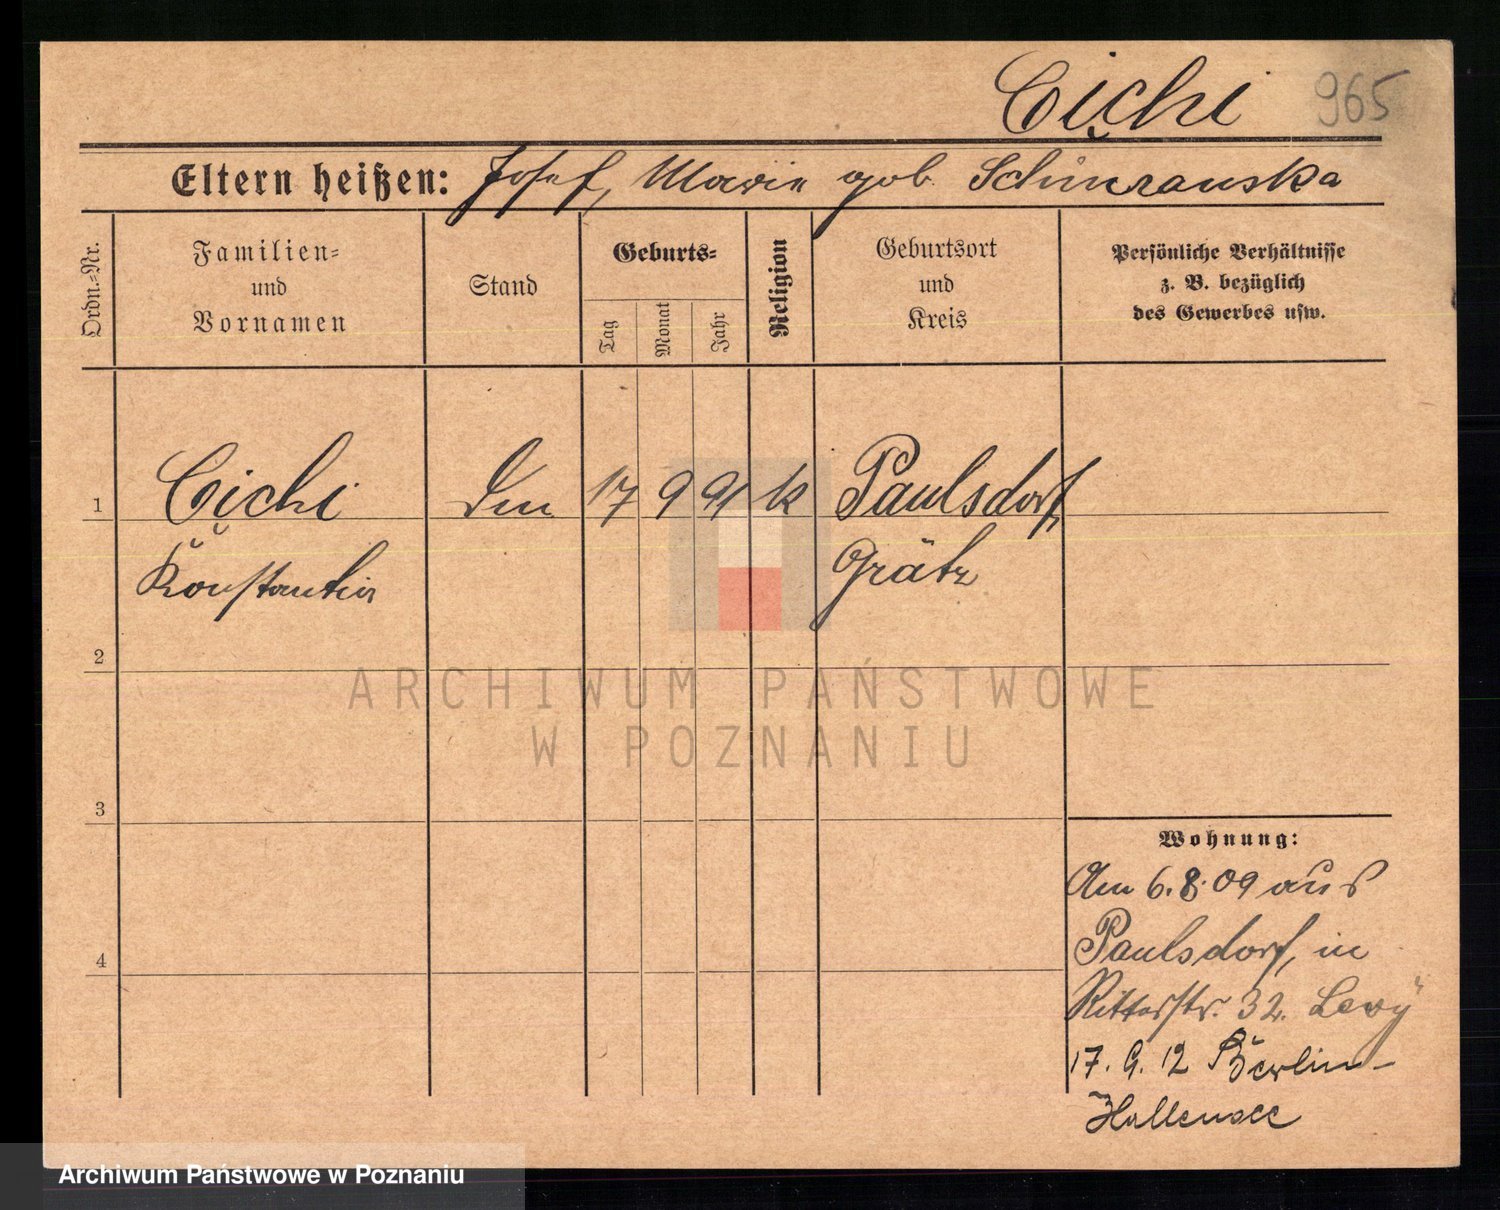 Cichi 965
Eltern heißen: Josef, Marie geb.
Ordn.-Nr.
Familien-
und
Vornamen
Stand
Geburts-
Tag
Monat
Jahr
Religion
Geburtsort
und
Kreis
Persönliche Verhältnisse
z. B. bezüglich
des Gewerbes usw.
1 Cichi 17 9 91 k Paulsdorf,
Konstantin Grätz
2
3
4
Wohnung:
Am 6.8.09 aus
Paulsdorf, in
Ritterstr. 32. Levy
17. 9. 12 Berlin-
Hallensee
ARCHIWUM PAŃSTWOWE
W POZNANIU
Archiwum Państwowe w Poznaniu